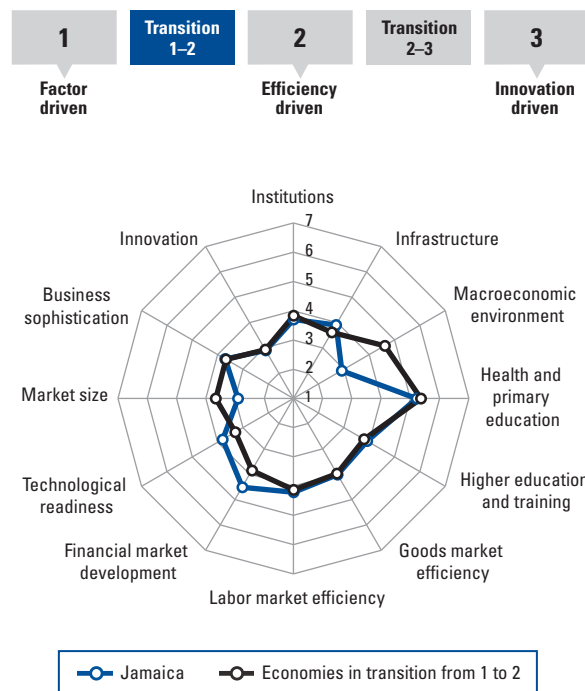 1
Transition
1–2
2
Transition
2–3
3
Factor
driven
Efficiency
driven
Innovation
driven
Institutions
7
Innovation
6
Infrastructure
5
Business
sophistication
Macroeconomic
environment
4
3
2
Market size
1
Health and
primary
education
Technological
readiness
Higher education
and training
Financial market
development
Goods market
efficiency
Labor market efficiency
Jamaica
Economies in transition from 1 to 2